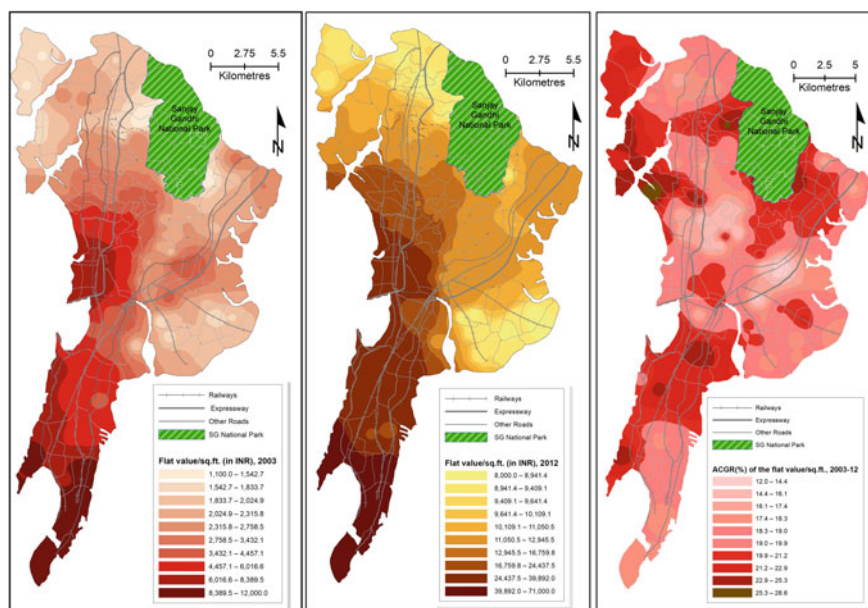 0 2.75 5.5
Kilometres
Sanjay
Gandhi
National Park
N
Railways
Expressway
Other Roads
SG National Park
Flat value/sq.ft. (in INR), 2003
1,100.0 – 1,542.7
1,542.7 – 1,833.7
1,833.7 – 2,024.9
2,024.9 – 2,315.8
2,315.8 – 2,758.5
2,758.5 – 3,432.1
3,432.1 – 4,457.1
4,457.1 – 6,016.6
6,016.6 – 8,389.5
8,389.5 – 12,000.0
0 2.75 5.5
Kilometres
Sanjay
Gandhi
National Park
N
Railways
Expressway
Other Roads
SG National Park
Flat value/sq.ft. (in INR), 2012
8,000.0 – 8,941.4
8,941.4 – 9,409.1
9,409.1 – 9,641.4
9,641.4 – 10,109.1
10,109.1 – 11,050.5
11,050.5 – 12,945.5
12,945.5 – 16,759.8
16,759.8 – 24,437.5
24,437.5 – 39,892.0
39,892.0 – 71,000.0
0 2.5 5
Kilometres
Sanjay
Gandhi
National Park
N
Railways
Expressway
Other Roads
SG National Park
ACGR(%) of the flat value/sq.ft., 2003-12
12.0 – 14.4
14.4 – 16.1
16.1 – 17.4
17.4 – 18.3
18.3 – 19.0
19.0 – 19.9
19.9 – 21.2
21.2 – 22.9
22.9 – 25.3
25.3 – 28.6